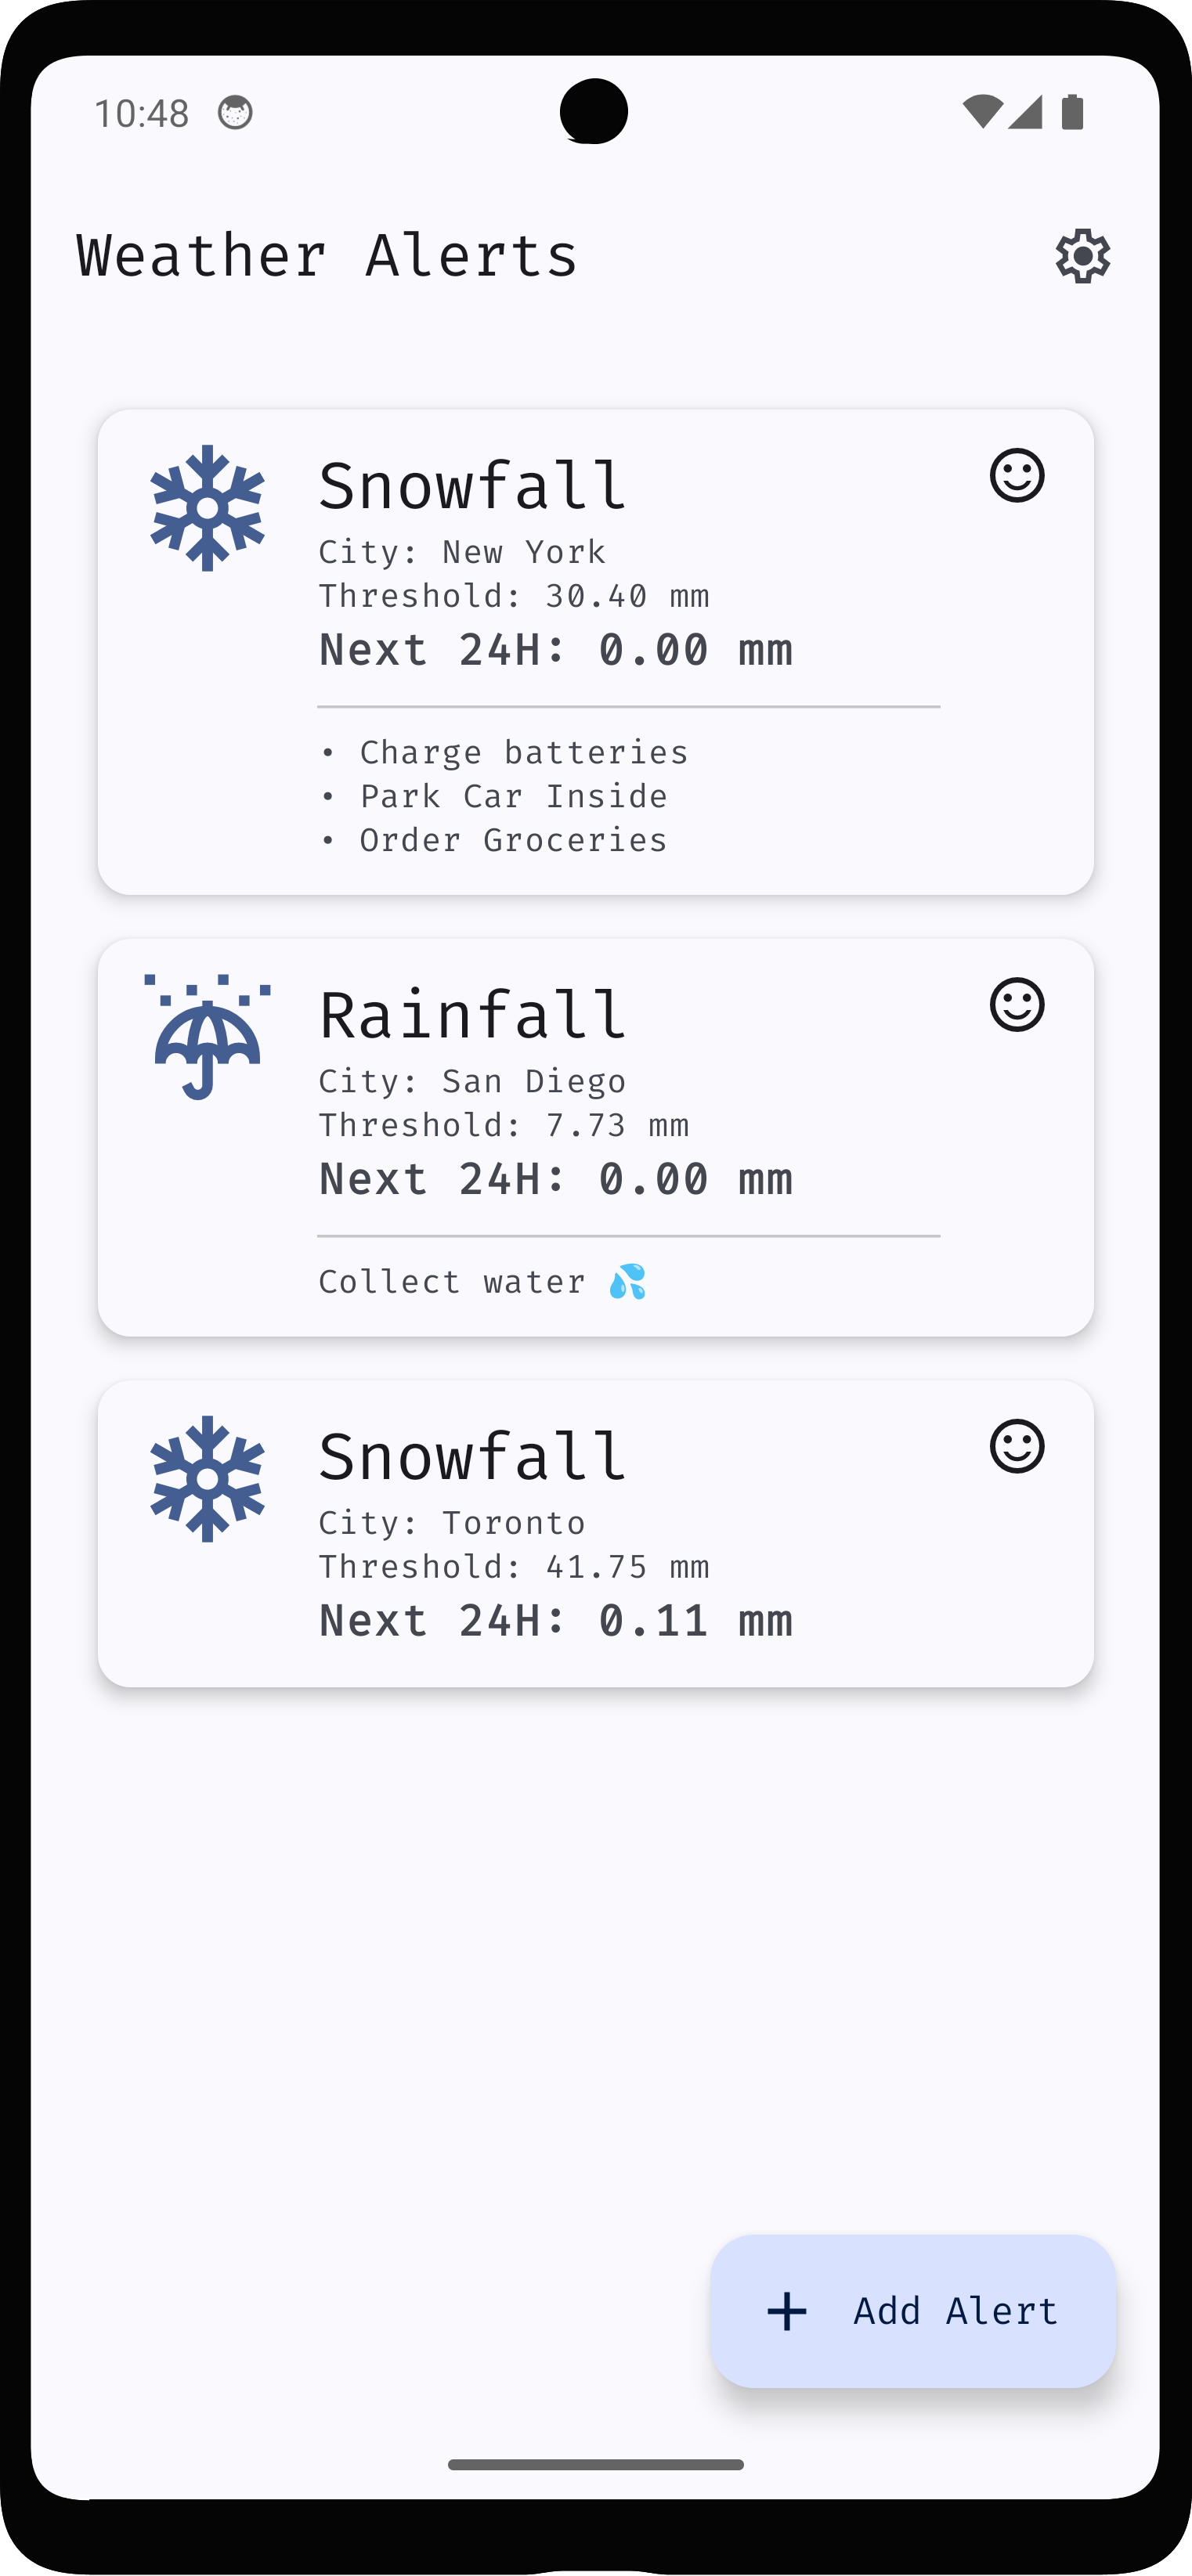 10:48
Weather Alerts
Snowfall
City: New York
Threshold: 30.40 mm
Next 24H: 0.00 mm
• Charge batteries
• Park Car Inside
• Order Groceries
Rainfall
City: San Diego
Threshold: 7.73 mm
Next 24H: 0.00 mm
Collect water 💦
Snowfall
City: Toronto
Threshold: 41.75 mm
Next 24H: 0.11 mm
+ Add Alert